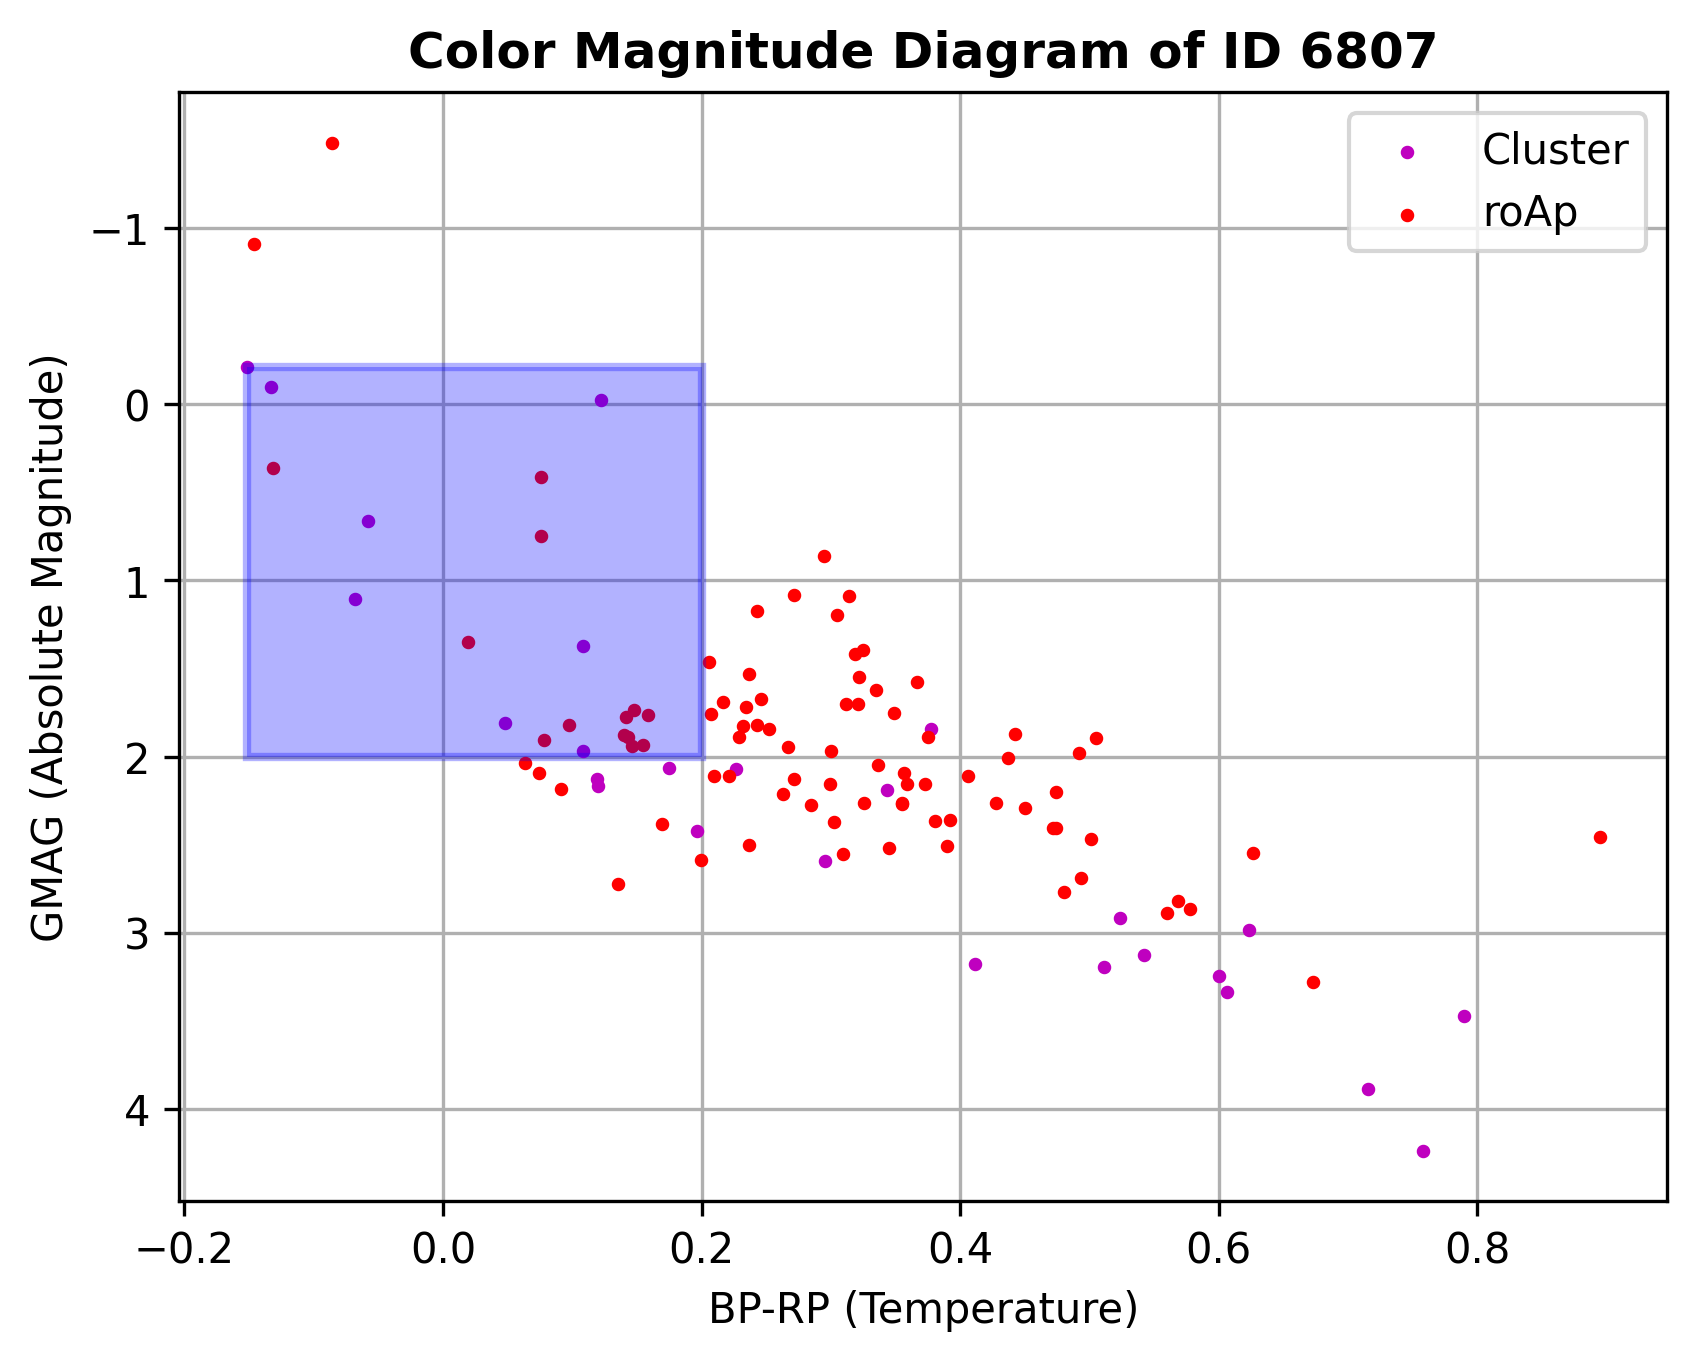 Color Magnitude Diagram of ID 6807
Cluster
roAp
GMAG (Absolute Magnitude)
−1
0
1
2
3
4
−0.2 0.0 0.2 0.4 0.6 0.8
BP-RP (Temperature)